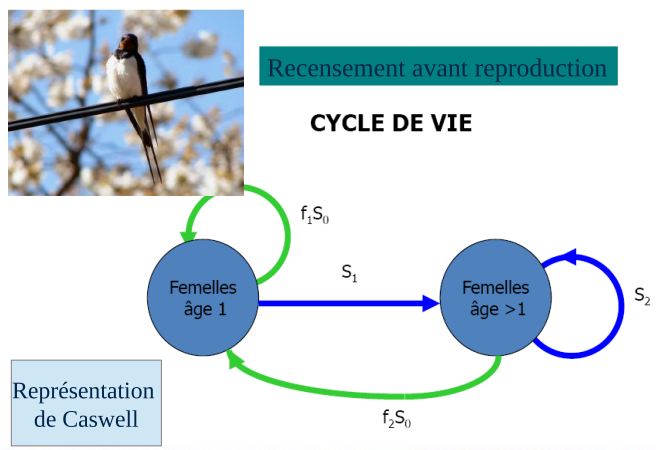 Recensement avant reproduction
CYCLE DE VIE
f₁S₀
S₁
Femelles
âge 1
Femelles
âge >1
S₂
f₂S₀
Représentation
de Caswell